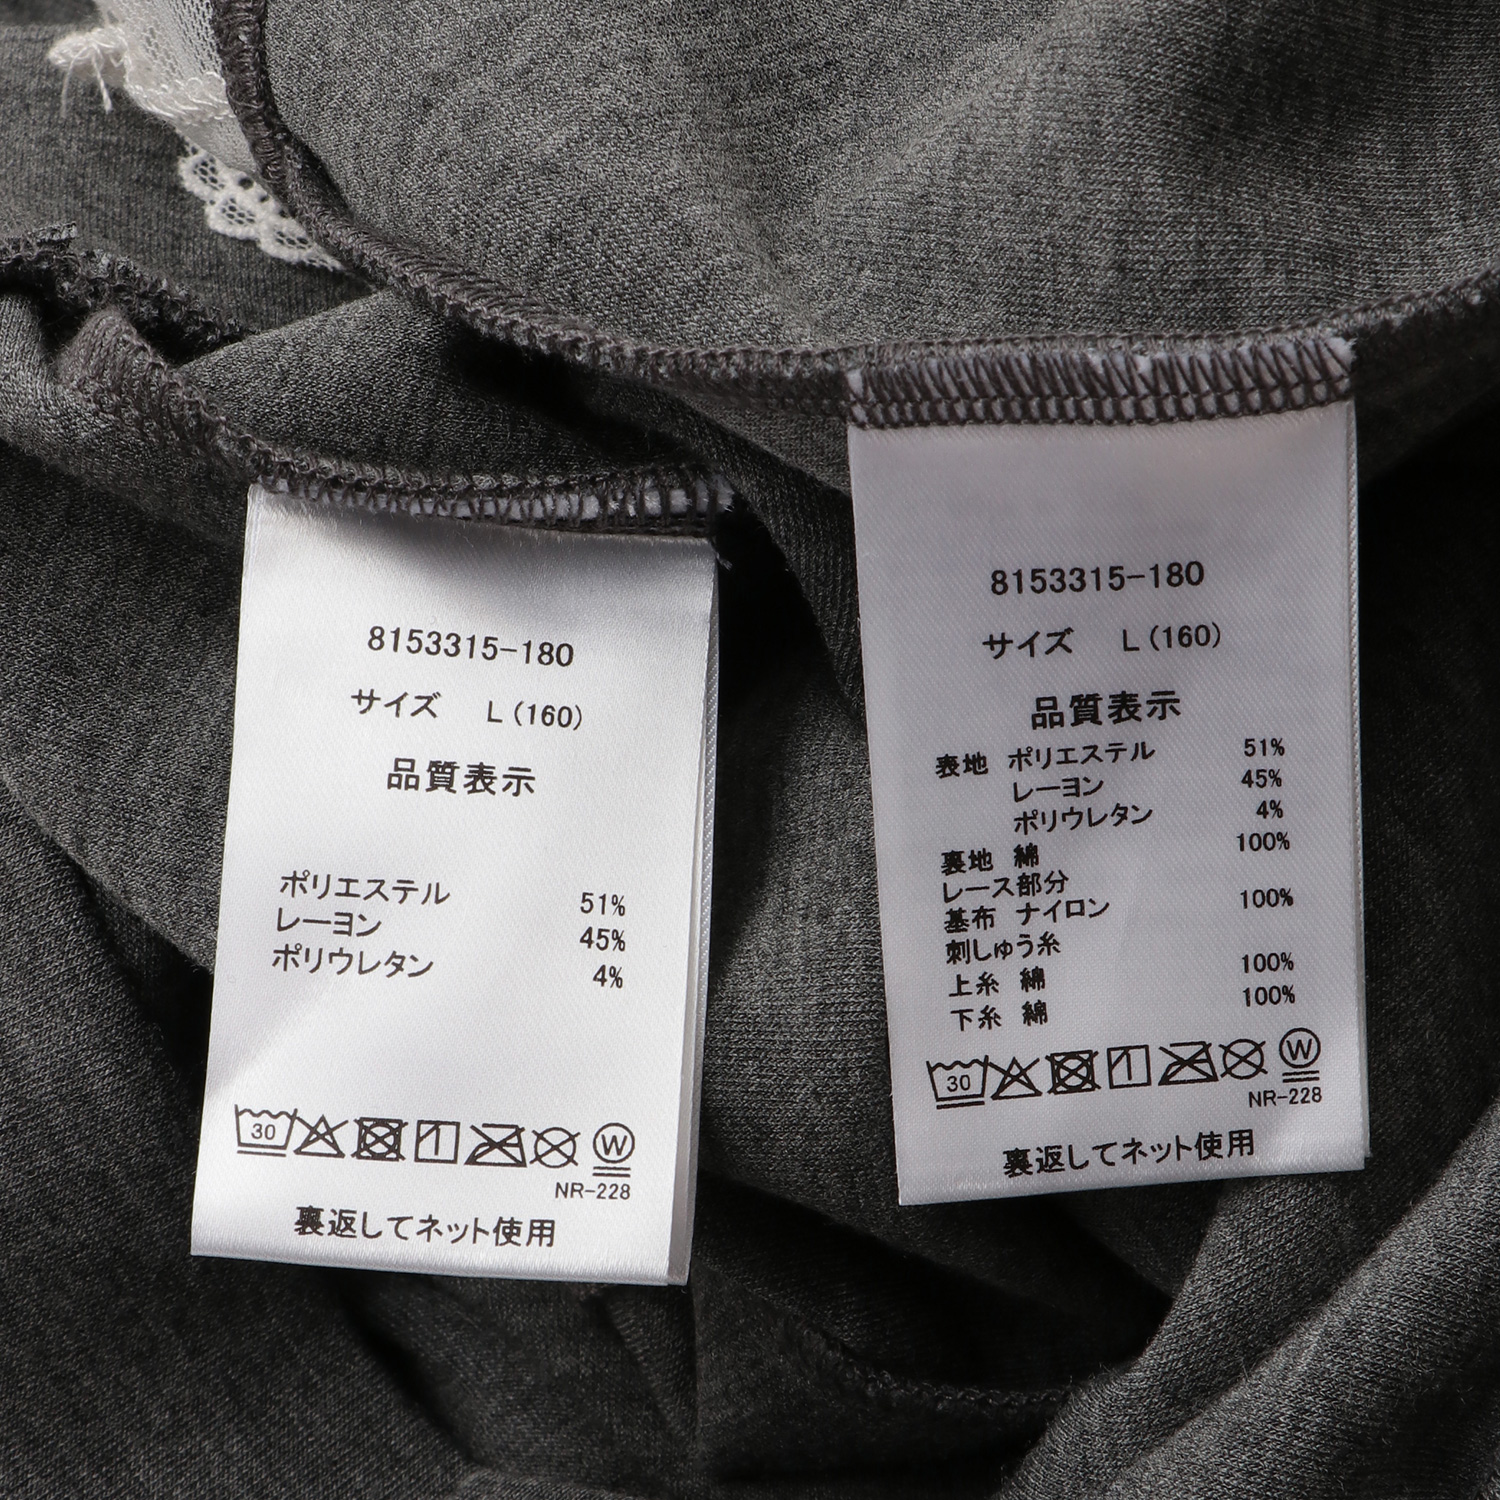 8153315-180
サイズ L(160)
品質表示
ポリエステル 51%
レーヨン 45%
ポリウレタン 4%
30 W
NR-228
裏返してネット使用
8153315-180
サイズ L(160)
品質表示
表地 ポリエステル 51%
レーヨン 45%
ポリウレタン 4%
裏地 綿 100%
レース部分
基布 ナイロン 100%
刺しゅう糸
上糸 綿 100%
下糸 綿 100%
30 W
NR-228
裏返してネット使用